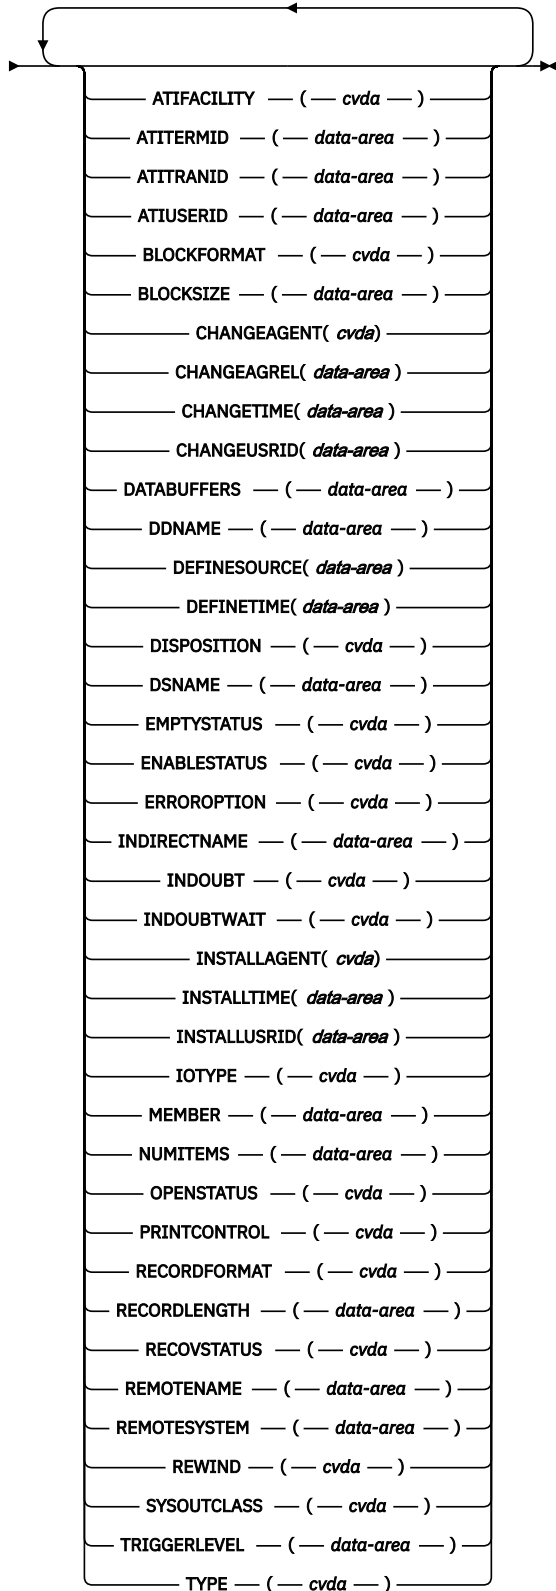 ATIFACILITY ( cvda )
ATITERMID ( data-area )
ATITRANID ( data-area )
ATIUSERID ( data-area )
BLOCKFORMAT ( cvda )
BLOCKSIZE ( data-area )
CHANGEAGENT( cvda)
CHANGEAGREL( data-area )
CHANGETIME( data-area )
CHANGEUSRID( data-area )
DATABUFFERS ( data-area )
DDNAME ( data-area )
DEFINESOURCE( data-area )
DEFINETIME( data-area )
DISPOSITION ( cvda )
DSNAME ( data-area )
EMPTYSTATUS ( cvda )
ENABLESTATUS ( cvda )
ERROROPTION ( cvda )
INDIRECTNAME ( data-area )
INDOUBT ( cvda )
INDOUBTWAIT ( cvda )
INSTALLAGENT( cvda)
INSTALLTIME( data-area )
INSTALLUSRID( data-area )
IOTYPE ( cvda )
MEMBER ( data-area )
NUMITEMS ( data-area )
OPENSTATUS ( cvda )
PRINTCONTROL ( cvda )
RECORDFORMAT ( cvda )
RECORDLENGTH ( data-area )
RECOVSTATUS ( cvda )
REMOTENAME ( data-area )
REMOTESYSTEM ( data-area )
REWIND ( cvda )
SYSOUTCLASS ( cvda )
TRIGGERLEVEL ( data-area )
TYPE ( cvda )